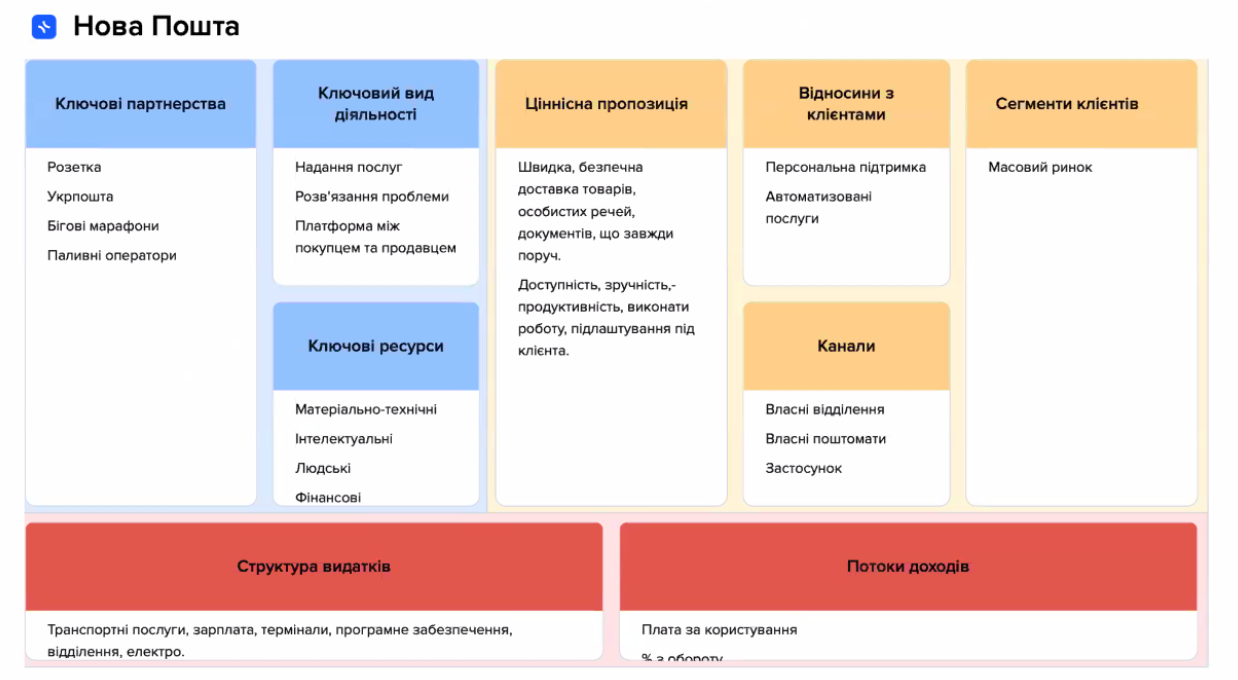 Нова Пошта
Ключові партнерства
Розетка
Укрпошта
Бігові марафони
Паливні оператори
Ключовий вид
діяльності
Надання послуг
Розв'язання проблеми
Платформа між
покупцем та продавцем
Ключові ресурси
Матеріально-технічні
Інтелектуальні
Людські
Фінансові
Ціннісна пропозиція
Швидка, безпечна
доставка товарів,
особистих речей,
документів, що завжди
поруч.
Доступність, зручність,-
продуктивність, виконати
роботу, підлаштування під
клієнта.
Відносини з
клієнтами
Персональна підтримка
Автоматизовані
послуги
Канали
Власні відділення
Власні поштомати
Застосунок
Сегменти клієнтів
Масовий ринок
Структура видатків
Транспортні послуги, зарплата, термінали, програмне забезпечення,
відділення, електро.
Потоки доходів
Плата за користування
% з обороту